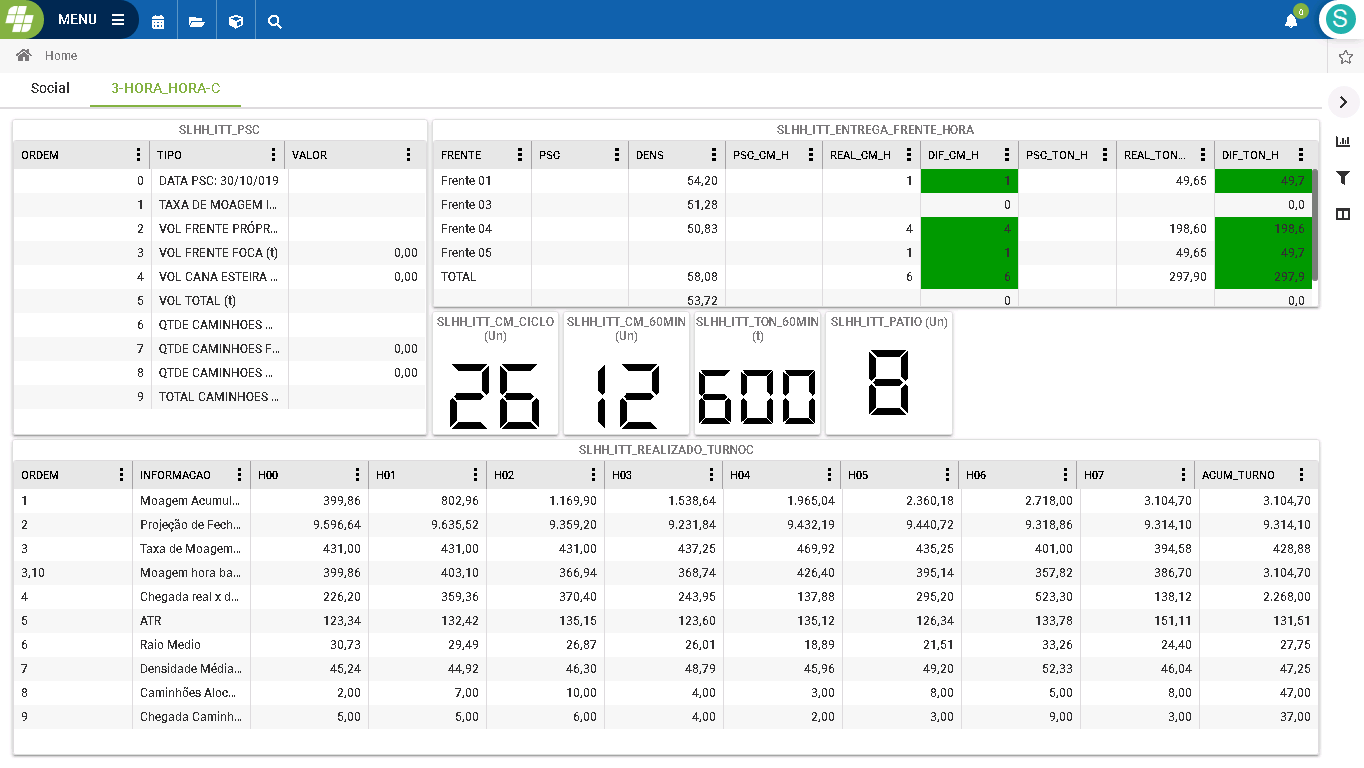 MENU
0
S
Home
Social 3-HORA_HORA-C
SLHH_ITT_PSC
ORDEM TIPO VALOR
0 DATA PSC: 30/10/019
1 TAXA DE MOAGEM I...
2 VOL FRENTE PRÓPR...
3 VOL FRENTE FOCA (t) 0,00
4 VOL CANA ESTEIRA ... 0,00
5 VOL TOTAL (t)
6 QTDE CAMINHOES ...
7 QTDE CAMINHOES F... 0,00
8 QTDE CAMINHOES ... 0,00
9 TOTAL CAMINHOES ...
SLHH_ITT_ENTREGA_FRENTE_HORA
FRENTE PSC DENS PSC_CM_H REAL_CM_H DIF_CM_H PSC_TON_H REAL_TON... DIF_TON_H
Frente 01 54,20 1 1 49,65 49,7
Frente 03 51,28 0 0,0
Frente 04 50,83 4 4 198,60 198,6
Frente 05 1 1 49,65 49,7
TOTAL 58,08 6 6 297,90 297,9
53,72 0 0,0
SLHH_ITT_CM_CICLO
(Un)
26
SLHH_ITT_CM_60MIN
(Un)
12
SLHH_ITT_TON_60MIN
(t)
600
SLHH_ITT_PATIO (Un)
8
SLHH_ITT_REALIZADO_TURNOC
ORDEM INFORMACAO H00 H01 H02 H03 H04 H05 H06 H07 ACUM_TURNO
1 Moagem Acumul... 399,86 802,96 1.169,90 1.538,64 1.965,04 2.360,18 2.718,00 3.104,70 3.104,70
2 Projeção de Fech... 9.596,64 9.635,52 9.359,20 9.231,84 9.432,19 9.440,72 9.318,86 9.314,10 9.314,10
3 Taxa de Moagem... 431,00 431,00 431,00 437,25 469,92 435,25 401,00 394,58 428,88
3,10 Moagem hora ba... 399,86 403,10 366,94 368,74 426,40 395,14 357,82 386,70 3.104,70
4 Chegada real x d... 226,20 359,36 370,40 243,95 137,88 295,20 523,30 138,12 2.268,00
5 ATR 123,34 132,42 135,15 123,60 135,12 126,34 133,78 151,11 131,51
6 Raio Medio 30,73 29,49 26,87 26,01 18,89 21,51 33,26 24,40 27,75
7 Densidade Média... 45,24 44,92 46,30 48,79 45,96 49,20 52,33 46,04 47,25
8 Caminhões Aloc... 2,00 7,00 10,00 4,00 3,00 8,00 5,00 8,00 47,00
9 Chegada Caminh... 5,00 5,00 6,00 4,00 2,00 3,00 9,00 3,00 37,00